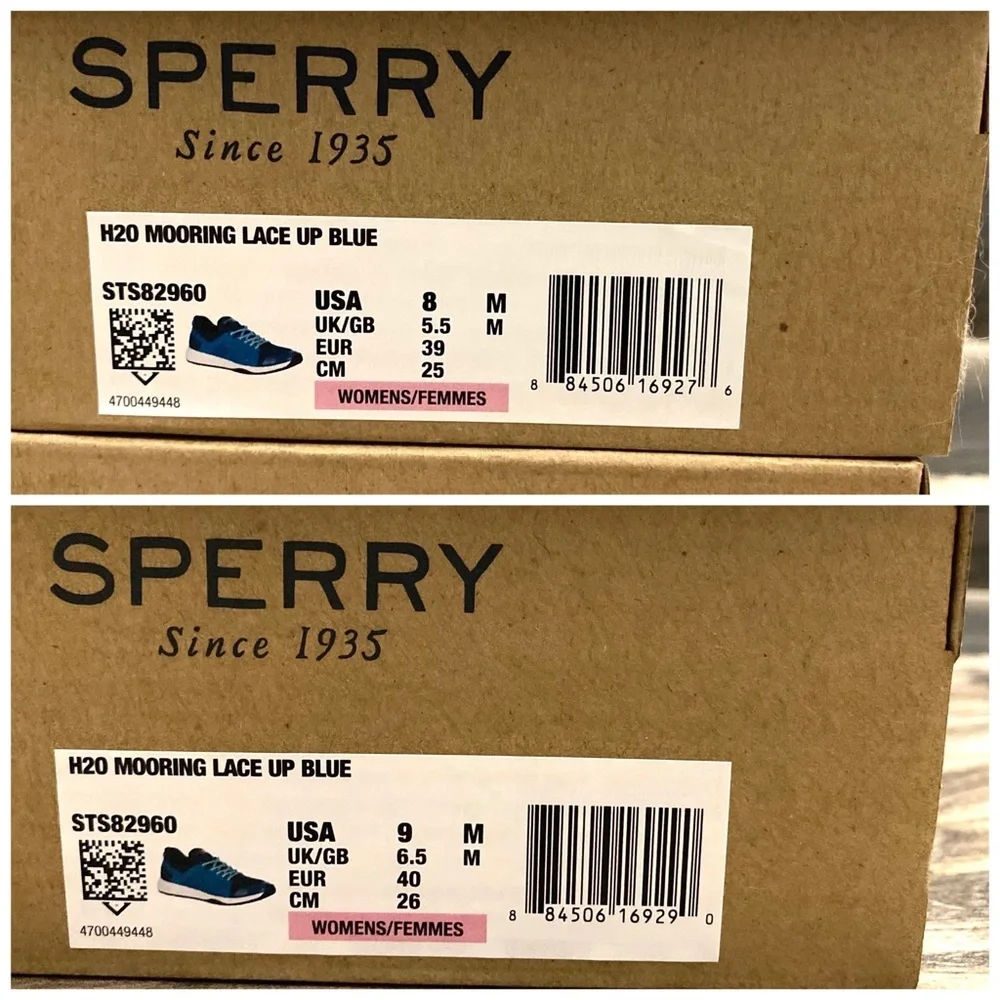 SPERRY
Since 1935
H20 MOORING LACE UP BLUE
STS82960
USA 8 M
UK/GB 5.5 M
EUR 39
CM 25
WOMENS/FEMMES
4700449448
8 84506 16927 6
SPERRY
Since 1935
H20 MOORING LACE UP BLUE
STS82960
USA 9 M
UK/GB 6.5 M
EUR 40
CM 26
WOMENS/FEMMES
4700449448
8 84506 16929 0